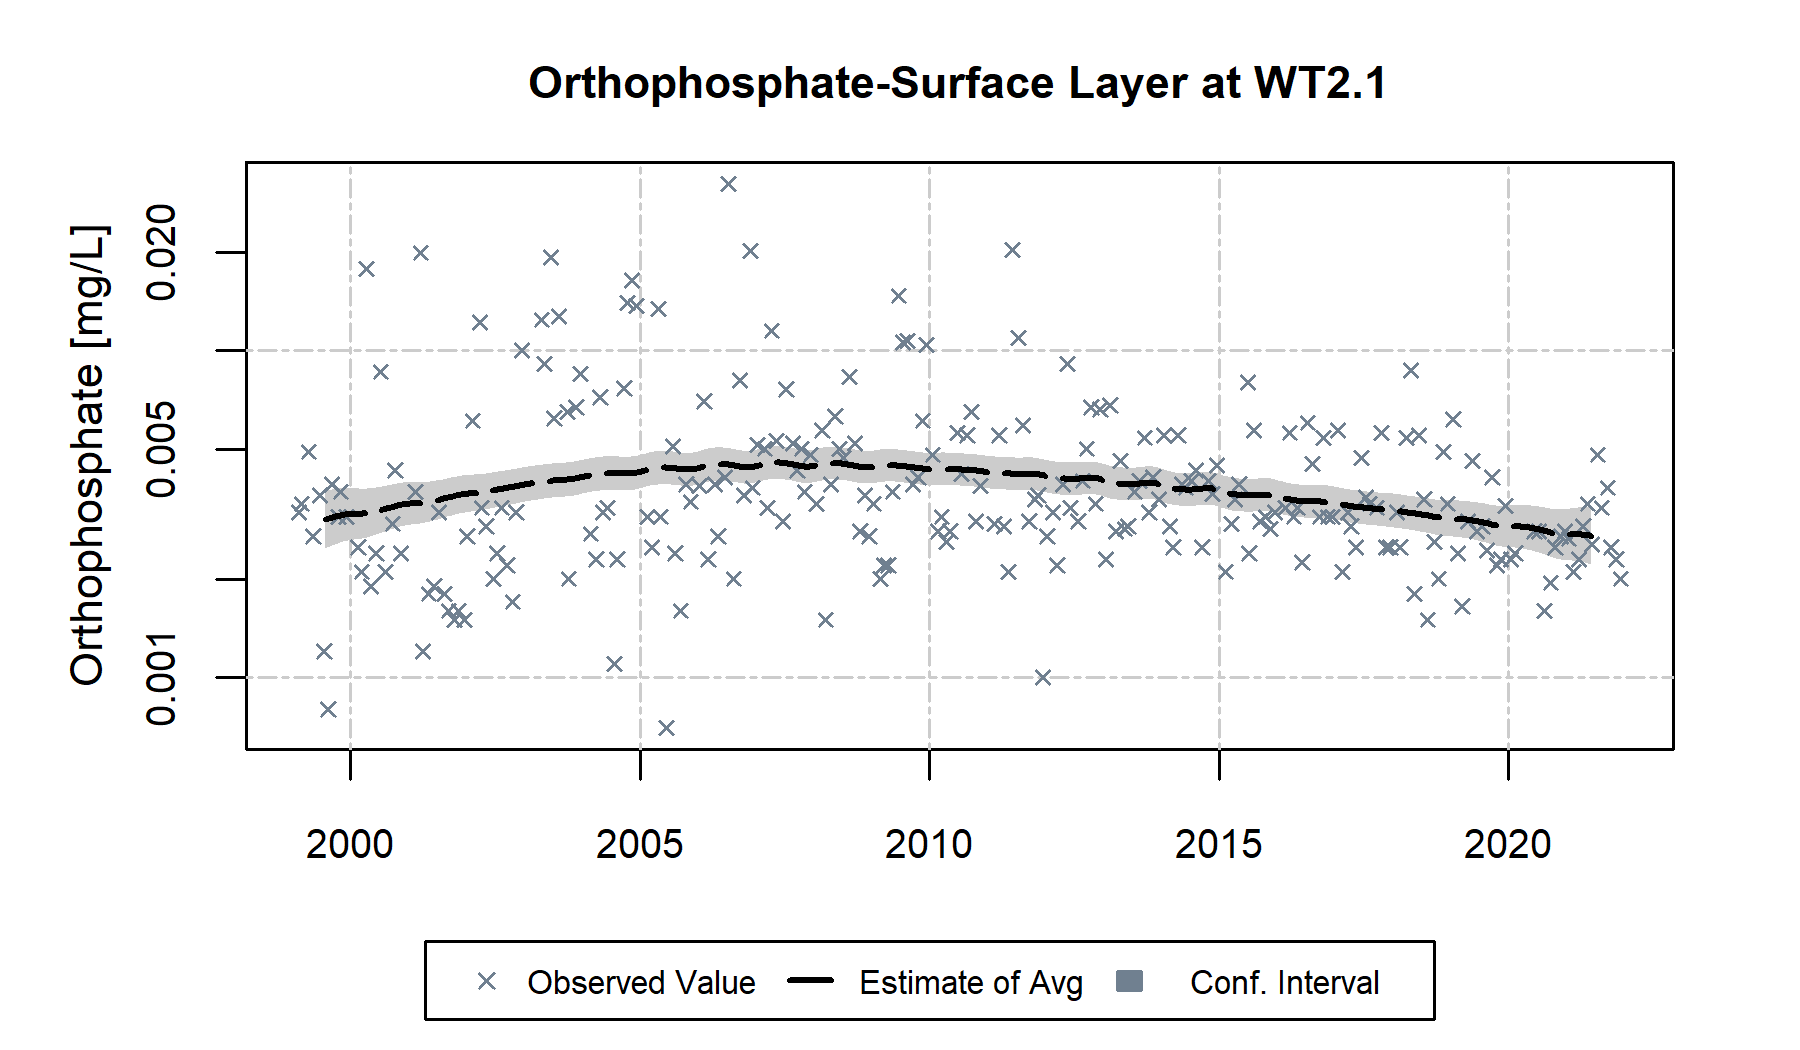 Orthophosphate-Surface Layer at WT2.1
Orthophosphate [mg/L]
0.020
0.005
0.001
2000 2005 2010 2015 2020
Observed Value Estimate of Avg Conf. Interval